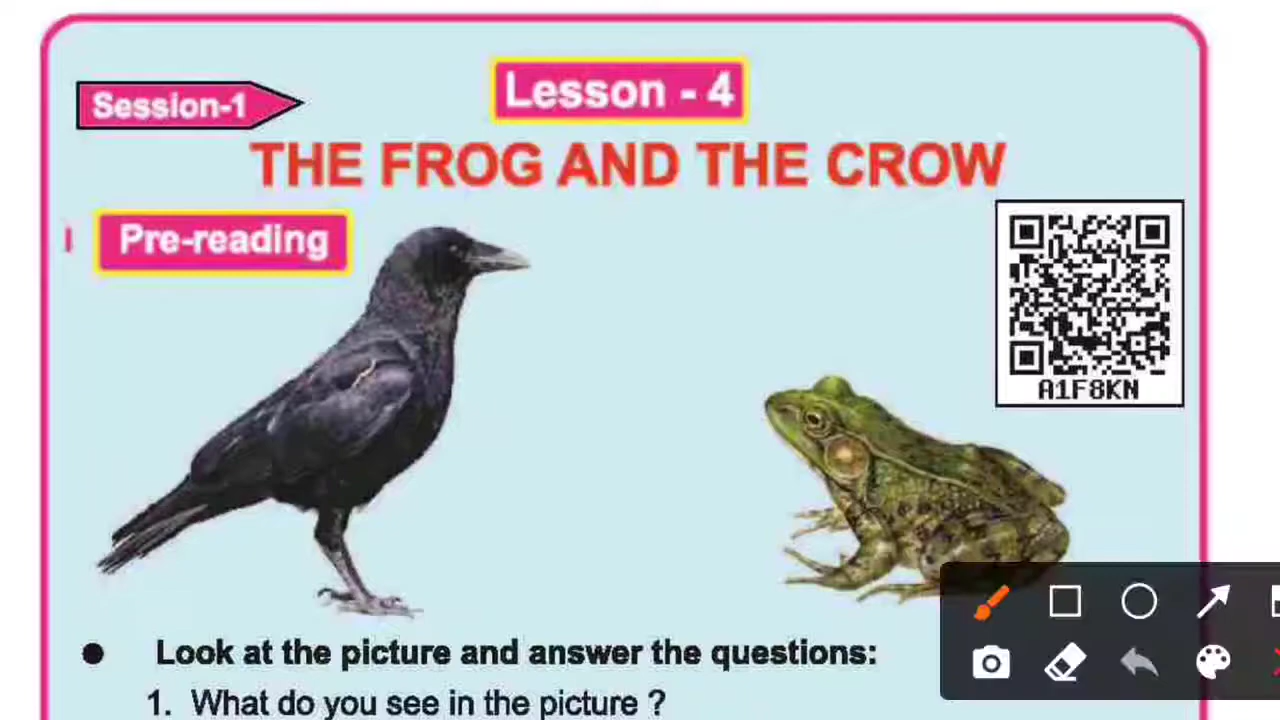 Session-1
Lesson - 4
THE FROG AND THE CROW
Pre-reading
A1F8KN
● Look at the picture and answer the questions:
1. What do you see in the picture ?